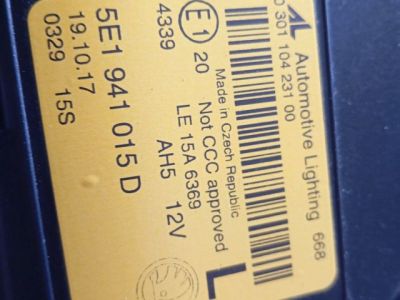 Automotive Lighting 668
0 301 104 231 00
Made in Czech Republic
Not CCC approved
LE 15A 6369
E1 20
4339
AH5 12V
L
5E1 941 015 D
19.10.17
0329 15S